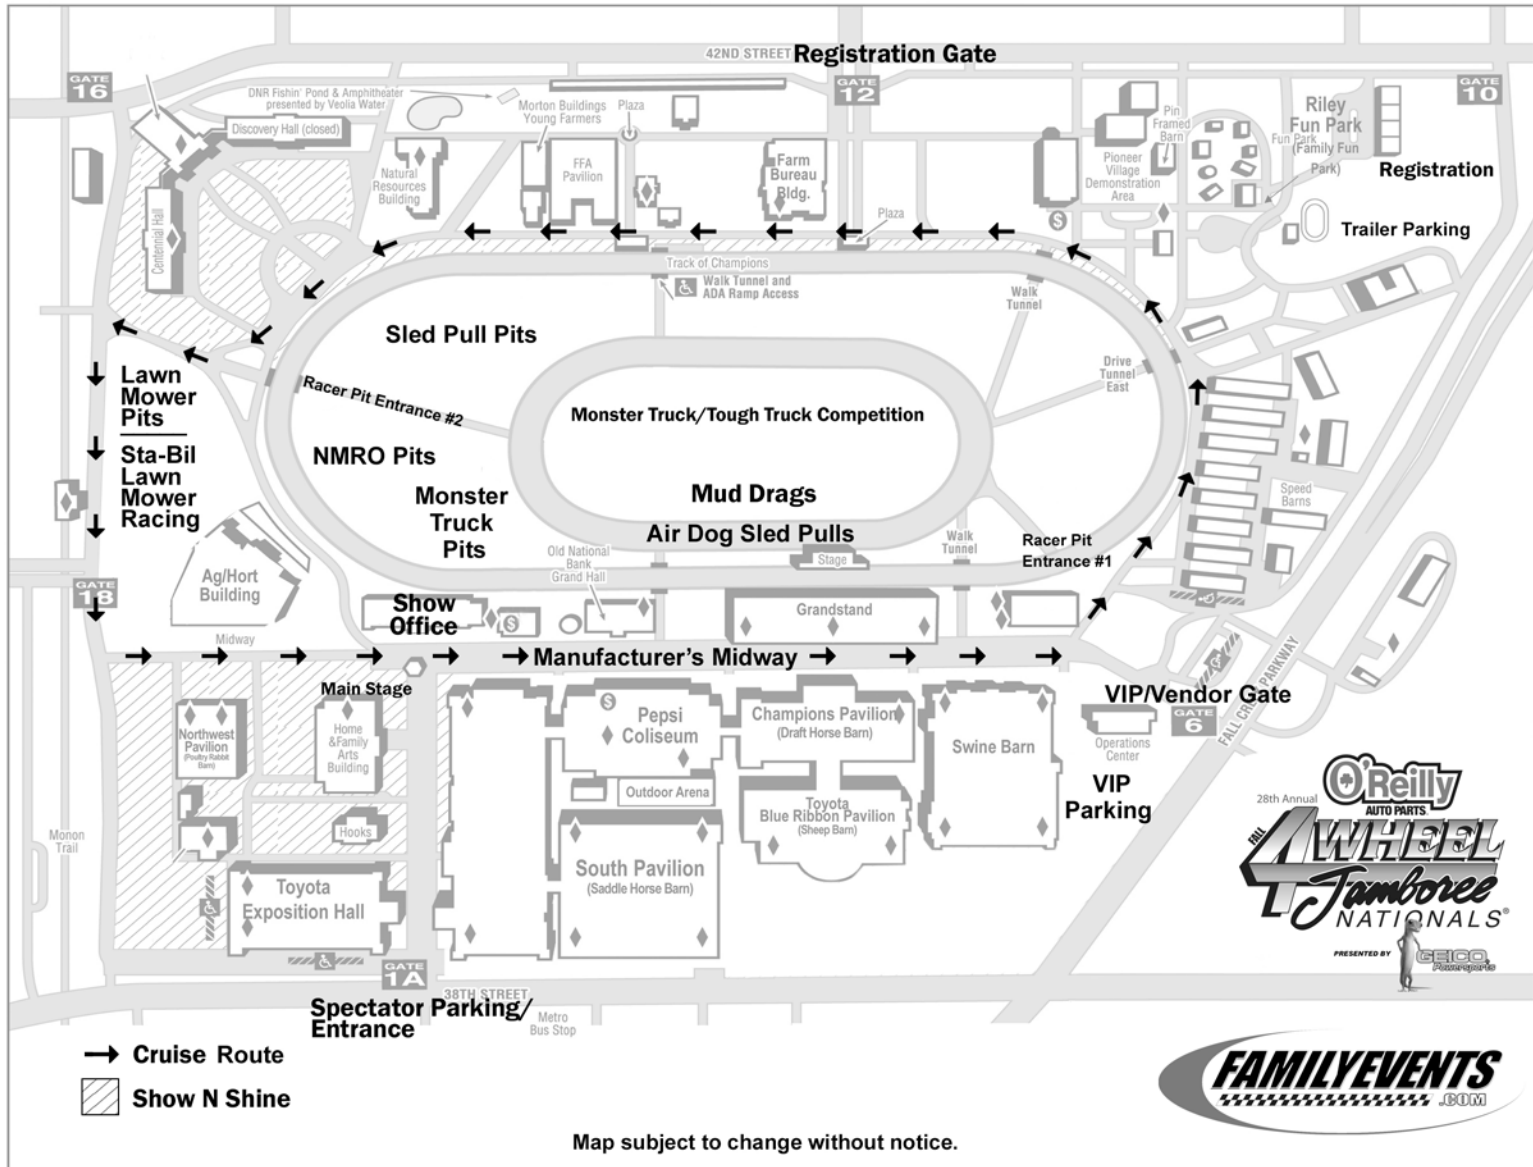 42ND STREET Registration Gate
GATE
16
GATE
12
GATE
10
DNR Fishin' Pond & Amphitheater
presented by Veolia Water
Discovery Hall (closed)
Morton Buildings
Young Farmers
Plaza
Natural
Resources
Building
FFA
Pavilion
Farm
Bureau
Bldg.
Pin
Framed
Barn
Pioneer
Village
Demonstration
Area
Riley
Fun Park
Fun Park
(Family Fun
Park)
Registration
Trailer Parking
Centennial Hall
Plaza
$
Track of Champions
Walk Tunnel and
ADA Ramp Access
Walk
Tunnel
Drive
Tunnel
East
Sled Pull Pits
Racer Pit Entrance #2
Monster Truck/Tough Truck Competition
Lawn
Mower
Pits
Sta-Bil
Lawn
Mower
Racing
NMRO Pits
Monster
Truck
Pits
Mud Drags
Air Dog Sled Pulls
Speed
Barns
Walk
Tunnel
Racer Pit
Entrance #1
Stage
Old National
Bank
Grand Hall
Ag/Hort
Building
GATE
18
Show
Office
$
Grandstand
Midway
Manufacturer's Midway
Main Stage
FALL CREEK PARKWAY
VIP/Vendor Gate
GATE
6
Operations
Center
VIP
Parking
Northwest
Pavilion
(Poultry Rabbit
Barn)
Home
&Family
Arts
Building
$
Pepsi
Coliseum
Champions Pavilion
(Draft Horse Barn)
Swine Barn
Outdoor Arena
Toyota
Blue Ribbon Pavilion
(Sheep Barn)
Hooks
Monon
Trail
South Pavilion
(Saddle Horse Barn)
Toyota
Exposition Hall
GATE
1A
38TH STREET
Spectator Parking/
Entrance
Metro
Bus Stop
O'Reilly
AUTO PARTS
28th Annual
FALL
4 WHEEL
Jamboree
NATIONALS®
PRESENTED BY
GEICO
Powersports
Cruise Route
Show N Shine
FAMILYEVENTS
.COM
Map subject to change without notice.